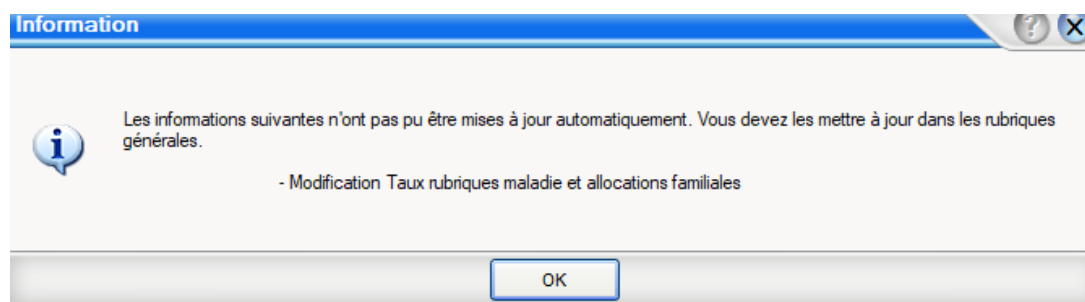 Information
Les informations suivantes n'ont pas pu être mises à jour automatiquement. Vous devez les mettre à jour dans les rubriques
générales.
- Modification Taux rubriques maladie et allocations familiales
OK